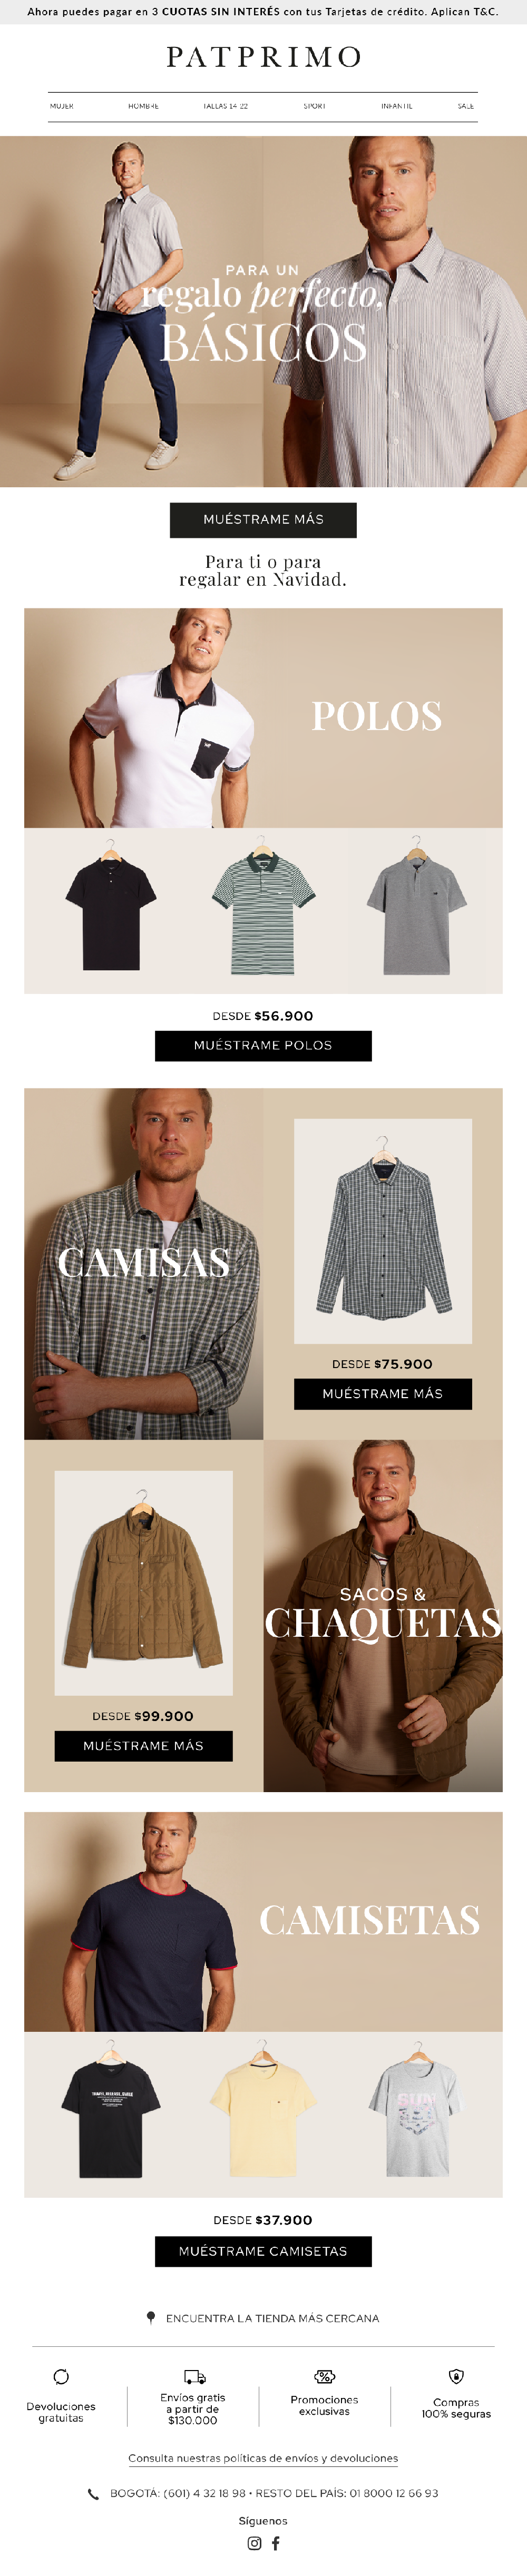 Ahora puedes pagar en 3 CUOTAS SIN INTERÉS con tus Tarjetas de crédito. Aplican T&C.
PATPRIMO
MUJER HOMBRE TALLAS 14-22 SPORT INFANTIL SALE
PARA UN
regalo perfecto,
BÁSICOS
MUÉSTRAME MÁS
Para ti o para
regalar en Navidad.
POLOS
DESDE $56.900
MUÉSTRAME POLOS
CAMISAS
DESDE $75.900
MUÉSTRAME MÁS
SACOS &
CHAQUETAS
DESDE $99.900
MUÉSTRAME MÁS
CAMISETAS
SUN
DESDE $37.900
MUÉSTRAME CAMISETAS
ENCUENTRA LA TIENDA MÁS CERCANA
Devoluciones
gratuitas
Envíos gratis
a partir de
$130.000
Promociones
exclusivas
Compras
100% seguras
Consulta nuestras políticas de envíos y devoluciones
BOGOTÁ: (601) 4 32 18 98 • RESTO DEL PAÍS: 01 8000 12 66 93
Síguenos